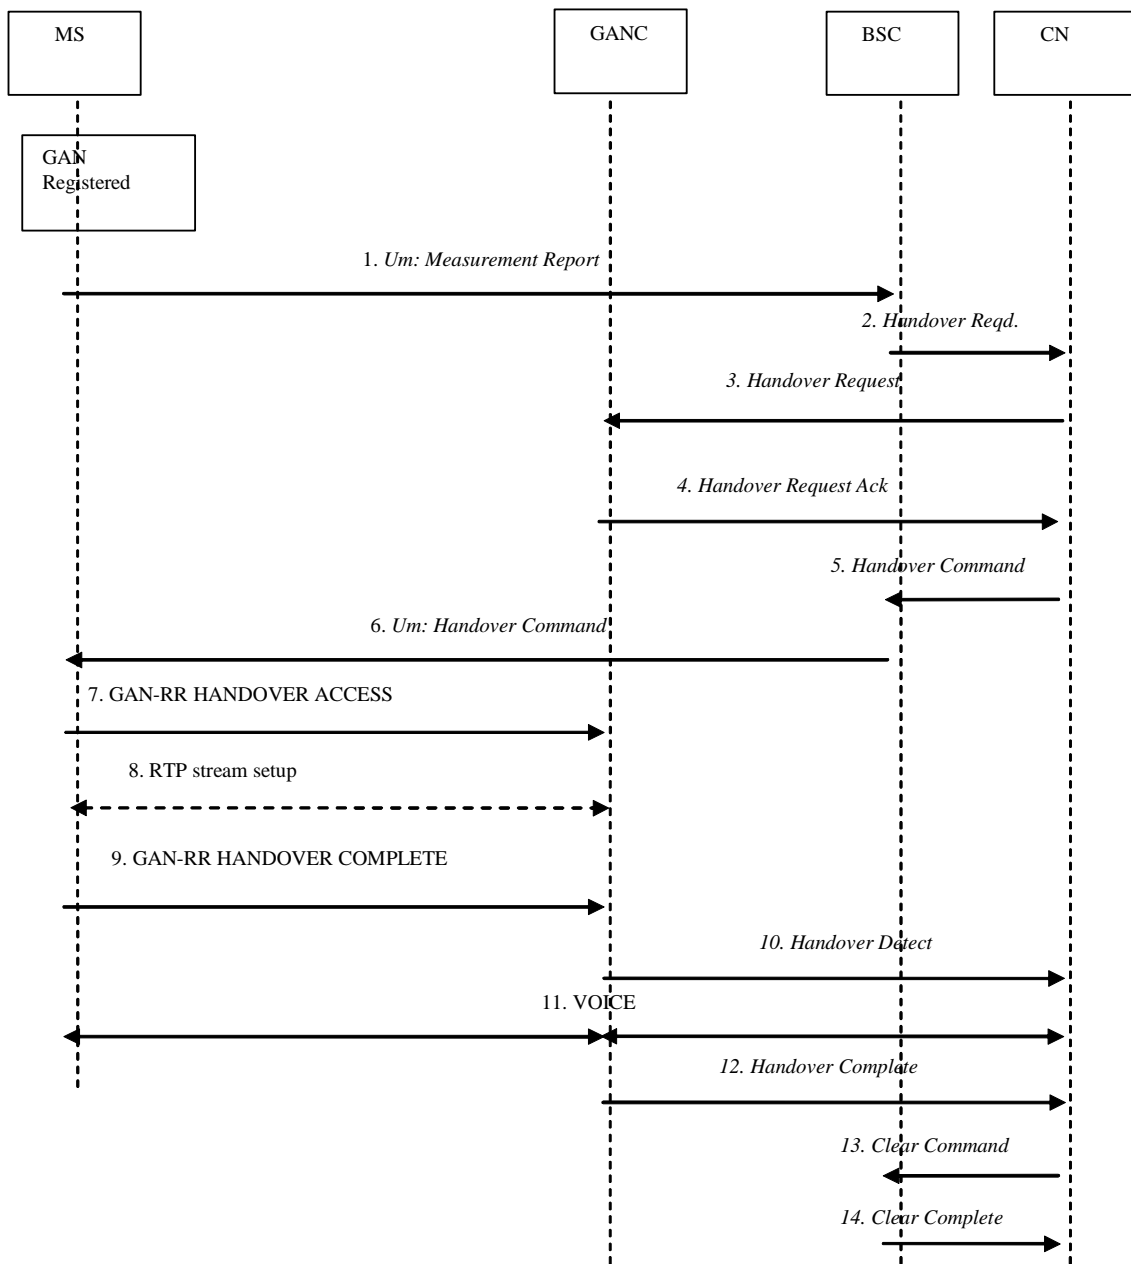 MS
GANC
BSC
CN
GAN
Registered
1. Um: Measurement Report
2. Handover Reqd.
3. Handover Request
4. Handover Request Ack
5. Handover Command
6. Um: Handover Command
7. GAN-RR HANDOVER ACCESS
8. RTP stream setup
9. GAN-RR HANDOVER COMPLETE
10. Handover Detect
11. VOICE
12. Handover Complete
13. Clear Command
14. Clear Complete